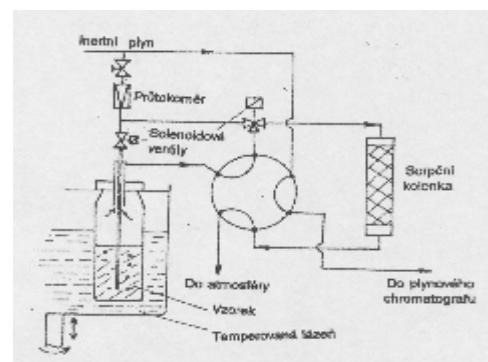 Inertní plyn
Průtokoměr
Solenoidové
ventily
Sorpční
kolonka
Do atmosféry
Do plynového
chromatografu
Vzorek
Temperovaná lázeň